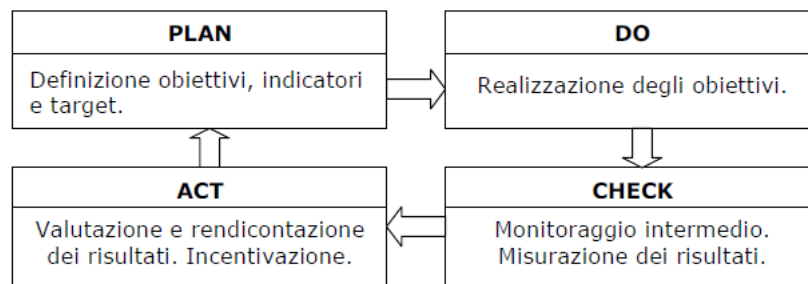 PLAN
Definizione obiettivi, indicatori
e target.
DO
Realizzazione degli obiettivi.
ACT
Valutazione e rendicontazione
dei risultati. Incentivazione.
CHECK
Monitoraggio intermedio.
Misurazione dei risultati.